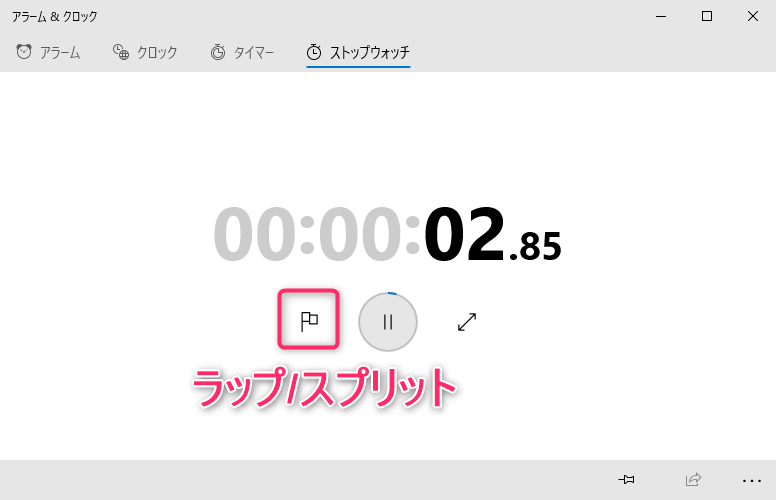 アラーム & クロック
アラーム クロック タイマー ストップウォッチ
00:00:02.85
ラップ/スプリット